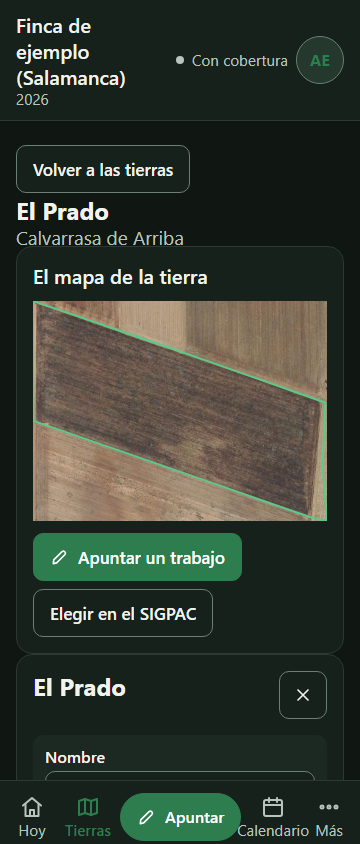 Finca de
ejemplo
(Salamanca)
2026
Con cobertura
AE
Volver a las tierras
El Prado
Calvarrasa de Arriba
El mapa de la tierra
Apuntar un trabajo
Elegir en el SIGPAC
El Prado
Nombre
Hoy
Tierras
Apuntar
Calendario
Más